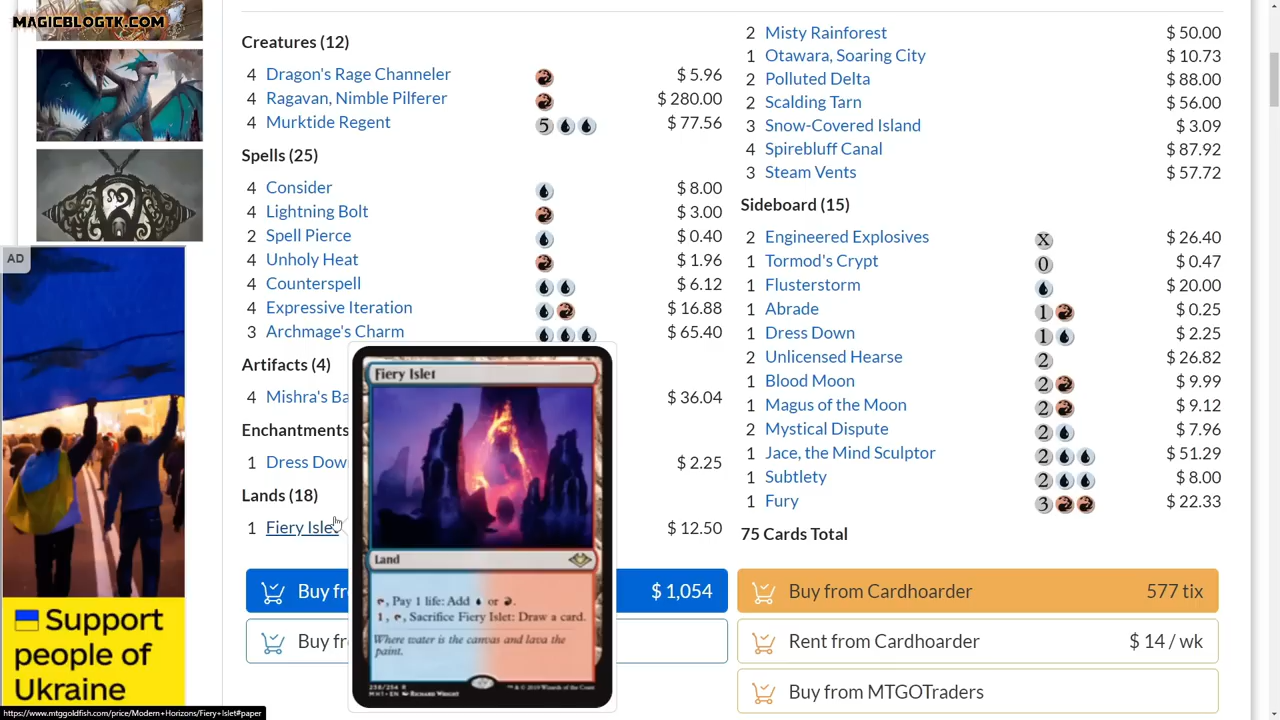 MAGICBLOGTK.COM
AD
Support
people of
Ukraine
Creatures (12)
4 Dragon's Rage Channeler $ 5.96
4 Ragavan, Nimble Pilferer $ 280.00
4 Murktide Regent 5 $ 77.56
Spells (25)
4 Consider $ 8.00
4 Lightning Bolt $ 3.00
2 Spell Pierce $ 0.40
4 Unholy Heat $ 1.96
4 Counterspell $ 6.12
4 Expressive Iteration $ 16.88
3 Archmage's Charm $ 65.40
Artifacts (4)
4 Mishra's Ba $ 36.04
Enchantments
1 Dress Dow $ 2.25
Lands (18)
1 Fiery Islet $ 12.50
Buy fr $ 1,054
Buy fr
Fiery Islet
Land
, Pay 1 life: Add or .
1, , Sacrifice Fiery Islet: Draw a card.
Where water is the canvas and lava the
paint.
238/254 R
MH1 • EN RICHARD WRIGHT
™ & © 2019 Wizards of the Coast
2 Misty Rainforest $ 50.00
1 Otawara, Soaring City $ 10.73
2 Polluted Delta $ 88.00
2 Scalding Tarn $ 56.00
3 Snow-Covered Island $ 3.09
4 Spirebluff Canal $ 87.92
3 Steam Vents $ 57.72
Sideboard (15)
2 Engineered Explosives X $ 26.40
1 Tormod's Crypt 0 $ 0.47
1 Flusterstorm $ 20.00
1 Abrade 1 $ 0.25
1 Dress Down 1 $ 2.25
2 Unlicensed Hearse 2 $ 26.82
1 Blood Moon 2 $ 9.99
1 Magus of the Moon 2 $ 9.12
2 Mystical Dispute 2 $ 7.96
1 Jace, the Mind Sculptor 2 $ 51.29
1 Subtlety 2 $ 8.00
1 Fury 3 $ 22.33
75 Cards Total
Buy from Cardhoarder 577 tix
Rent from Cardhoarder $ 14 / wk
Buy from MTGOTraders
https://www.mtggoldfish.com/price/Modern+Horizons/Fiery+Islet#paper